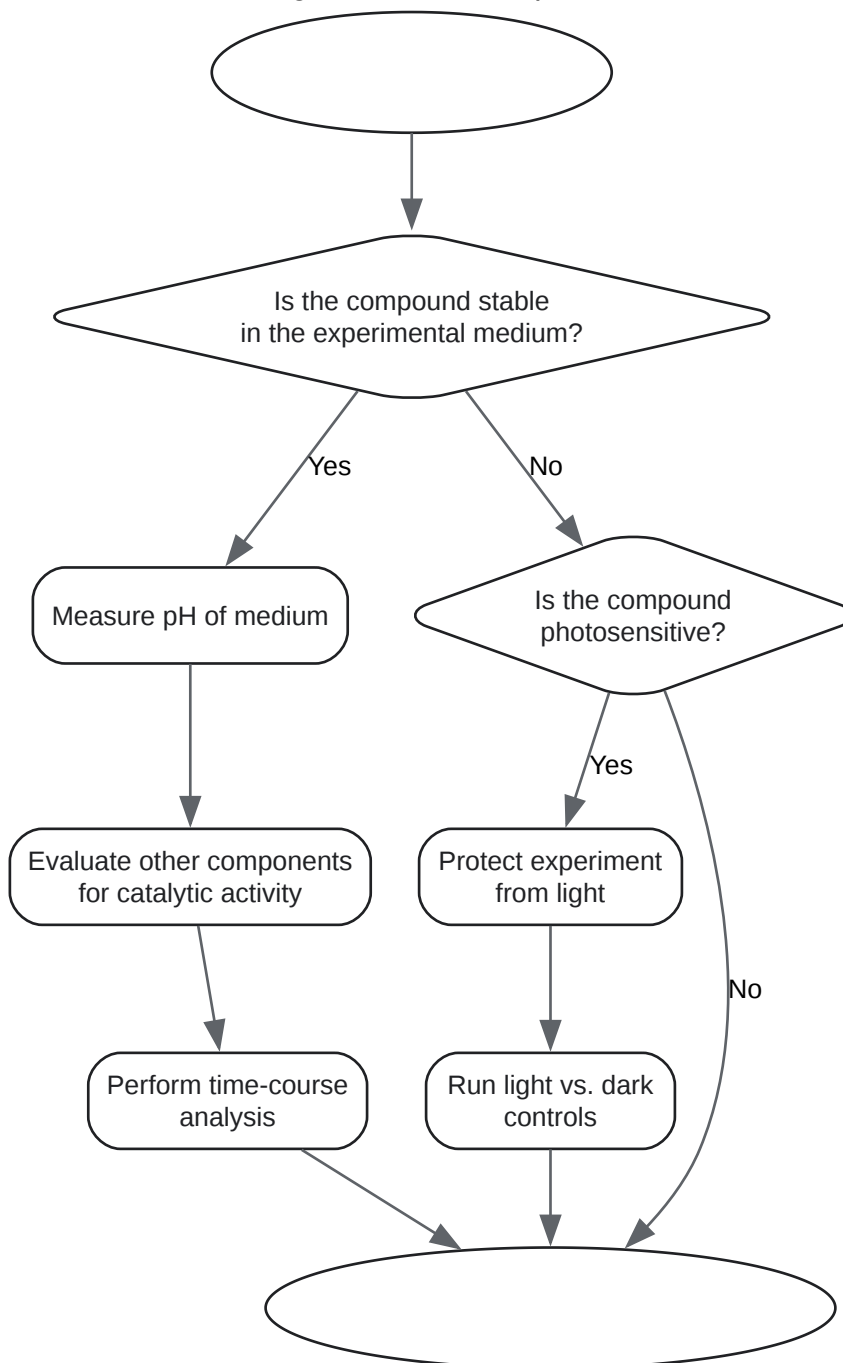 Is the compound stable
in the experimental medium?
Yes
No
Measure pH of medium
Is the compound
photosensitive?
Yes
Evaluate other components
for catalytic activity
Protect experiment
from light
No
Perform time-course
analysis
Run light vs. dark
controls